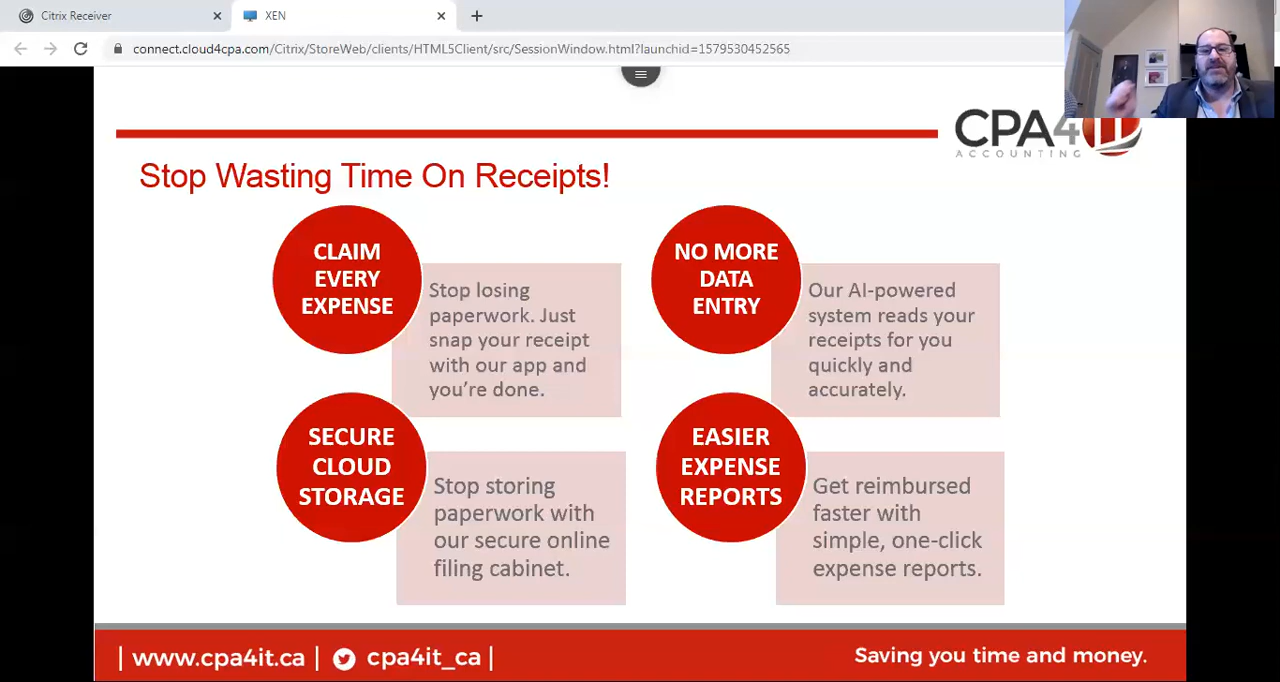 Citrix Receiver
XEN
connect.cloud4cpa.com/Citrix/StoreWeb/clients/HTML5Client/src/SessionWindow.html?launchid=1579530452565
CPA4it
ACCOUNTING
Stop Wasting Time On Receipts!
CLAIM
EVERY
EXPENSE
Stop losing
paperwork. Just
snap your receipt
with our app and
you’re done.
NO MORE
DATA
ENTRY
Our AI-powered
system reads your
receipts for you
quickly and
accurately.
SECURE
CLOUD
STORAGE
Stop storing
paperwork with
our secure online
filing cabinet.
EASIER
EXPENSE
REPORTS
Get reimbursed
faster with
simple, one-click
expense reports.
| www.cpa4it.ca | cpa4it_ca |
Saving you time and money.